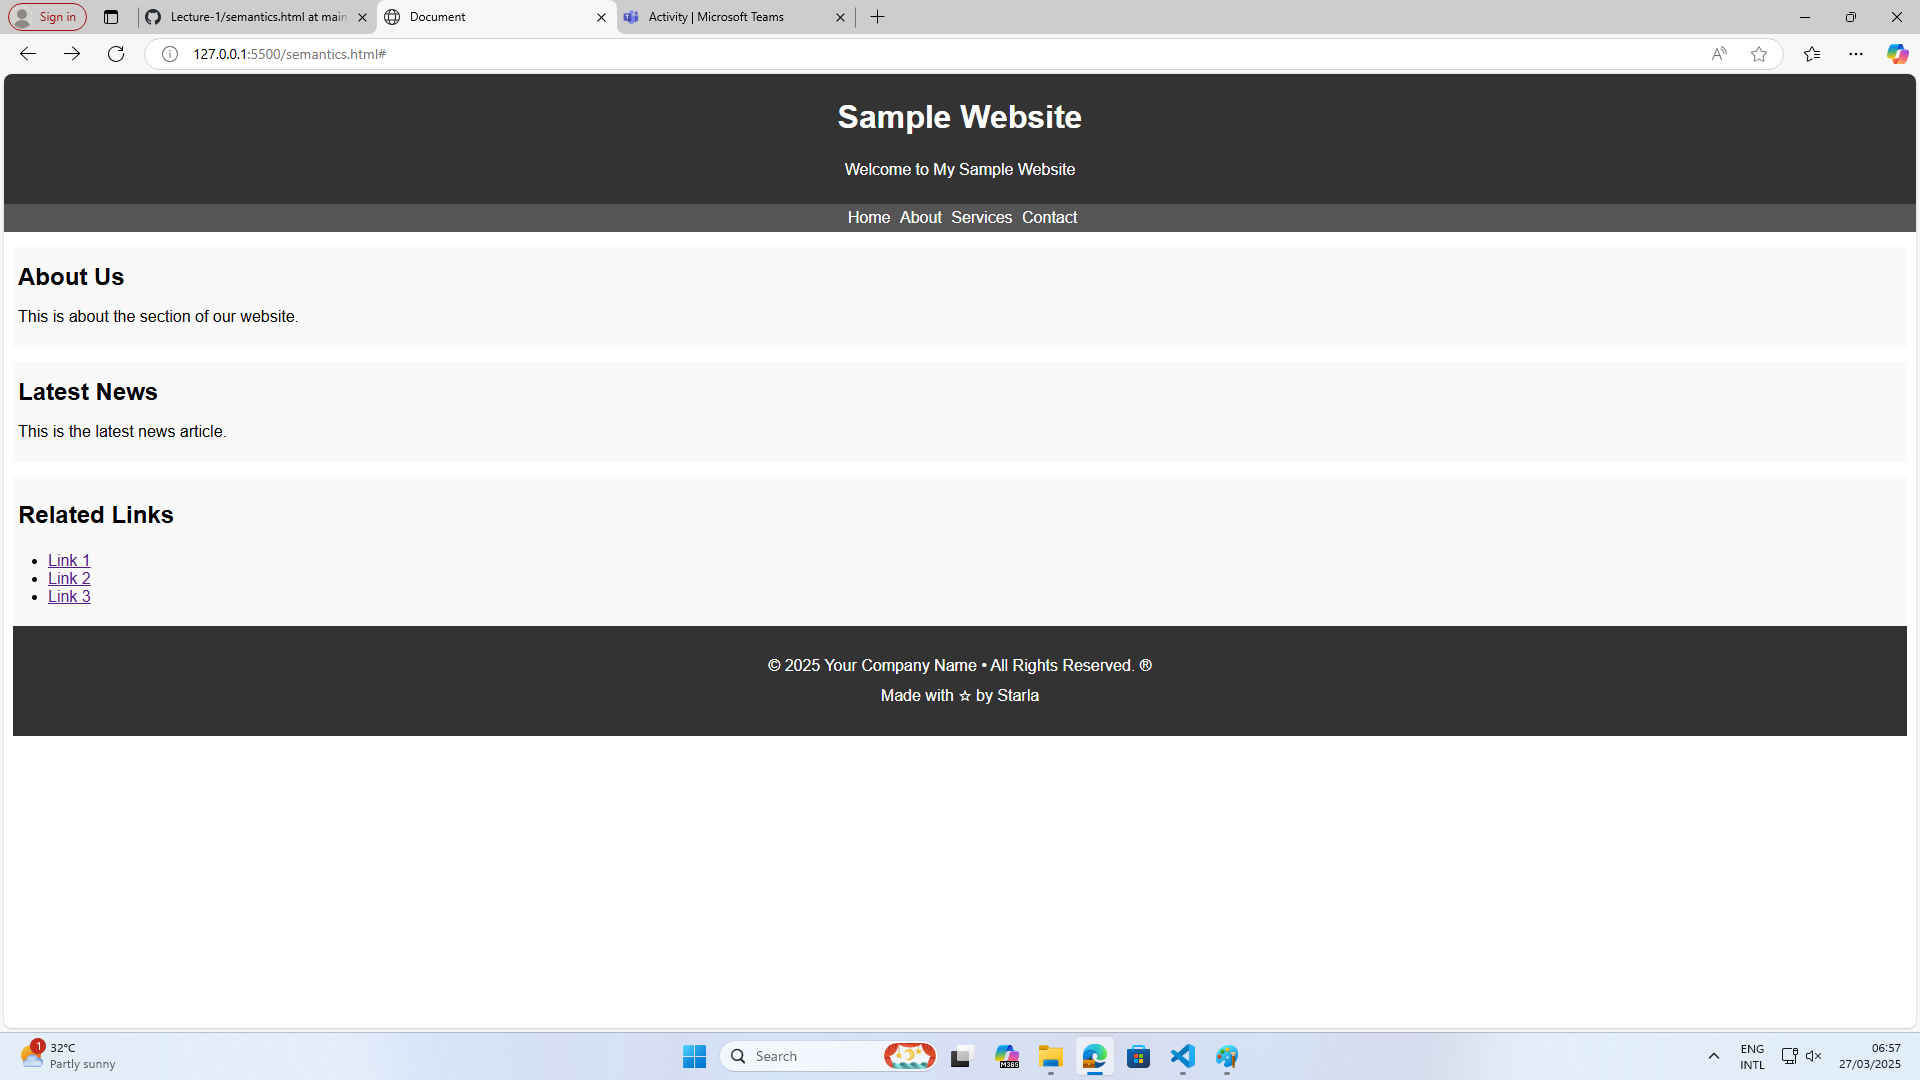 Sign in
Lecture-1/semantics.html at main
Document
Activity | Microsoft Teams
127.0.0.1:5500/semantics.html#
Sample Website
Welcome to My Sample Website
Home About Services Contact
About Us
This is about the section of our website.
Latest News
This is the latest news article.
Related Links
• Link 1
• Link 2
• Link 3
© 2025 Your Company Name • All Rights Reserved. ®
Made with ☆ by Starla
1
32°C
Partly sunny
Search
M365
ENG
INTL
06:57
27/03/2025